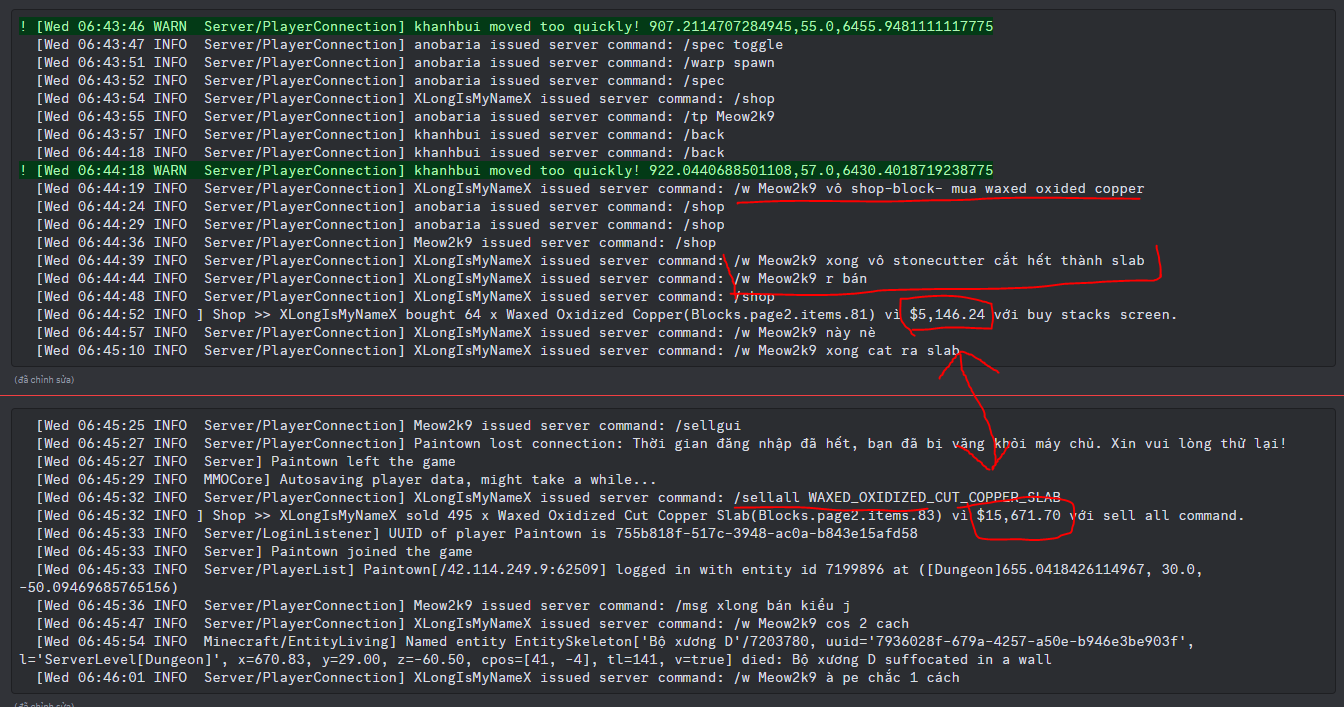 ! [Wed 06:43:46 WARN  Server/PlayerConnection] khanhbui moved too quickly! 907.2114707284945,55.0,6455.9481111117775
[Wed 06:43:47 INFO  Server/PlayerConnection] anobaria issued server command: /spec toggle
[Wed 06:43:51 INFO  Server/PlayerConnection] anobaria issued server command: /warp spawn
[Wed 06:43:52 INFO  Server/PlayerConnection] anobaria issued server command: /spec
[Wed 06:43:54 INFO  Server/PlayerConnection] XLongIsMyNameX issued server command: /shop
[Wed 06:43:55 INFO  Server/PlayerConnection] anobaria issued server command: /tp Meow2k9
[Wed 06:43:57 INFO  Server/PlayerConnection] khanhbui issued server command: /back
[Wed 06:44:18 INFO  Server/PlayerConnection] khanhbui issued server command: /back
! [Wed 06:44:18 WARN  Server/PlayerConnection] khanhbui moved too quickly! 922.0440688501108,57.0,6430.4018719238775
[Wed 06:44:19 INFO  Server/PlayerConnection] XLongIsMyNameX issued server command: /w Meow2k9 vô shop-block- mua waxed oxided copper
[Wed 06:44:24 INFO  Server/PlayerConnection] anobaria issued server command: /shop
[Wed 06:44:29 INFO  Server/PlayerConnection] anobaria issued server command: /shop
[Wed 06:44:36 INFO  Server/PlayerConnection] Meow2k9 issued server command: /shop
[Wed 06:44:39 INFO  Server/PlayerConnection] XLongIsMyNameX issued server command: /w Meow2k9 xong vô stonecutter cắt hết thành slab
[Wed 06:44:44 INFO  Server/PlayerConnection] XLongIsMyNameX issued server command: /w Meow2k9 r bán
[Wed 06:44:48 INFO  Server/PlayerConnection] XLongIsMyNameX issued server command: /shop
[Wed 06:44:52 INFO ] Shop >> XLongIsMyNameX bought 64 x Waxed Oxidized Copper(Blocks.page2.items.81) vì $5,146.24 với buy stacks screen.
[Wed 06:44:57 INFO  Server/PlayerConnection] XLongIsMyNameX issued server command: /w Meow2k9 này nè
[Wed 06:45:10 INFO  Server/PlayerConnection] XLongIsMyNameX issued server command: /w Meow2k9 xong cat ra slab
(đã chỉnh sửa)
[Wed 06:45:25 INFO  Server/PlayerConnection] Meow2k9 issued server command: /sellgui
[Wed 06:45:27 INFO  Server/PlayerConnection] Paintown lost connection: Thời gian đăng nhập đã hết, bạn đã bị văng khỏi máy chủ. Xin vui lòng thử lại!
[Wed 06:45:27 INFO  Server] Paintown left the game
[Wed 06:45:29 INFO  MMOCore] Autosaving player data, might take a while...
[Wed 06:45:32 INFO  Server/PlayerConnection] XLongIsMyNameX issued server command: /sellall WAXED_OXIDIZED_CUT_COPPER_SLAB
[Wed 06:45:32 INFO ] Shop >> XLongIsMyNameX sold 495 x Waxed Oxidized Cut Copper Slab(Blocks.page2.items.83) vì $15,671.70 với sell all command.
[Wed 06:45:33 INFO  Server/LoginListener] UUID of player Paintown is 755b818f-517c-3948-ac0a-b843e15afd58
[Wed 06:45:33 INFO  Server] Paintown joined the game
[Wed 06:45:33 INFO  Server/PlayerList] Paintown[/42.114.249.9:62509] logged in with entity id 7199896 at ([Dungeon]655.0418426114967, 30.0,
-50.09469685765156)
[Wed 06:45:36 INFO  Server/PlayerConnection] Meow2k9 issued server command: /msg xlong bán kiểu j
[Wed 06:45:47 INFO  Server/PlayerConnection] XLongIsMyNameX issued server command: /w Meow2k9 cos 2 cach
[Wed 06:45:54 INFO  Minecraft/EntityLiving] Named entity EntitySkeleton['Bộ xương D'/7203780, uuid='7936028f-679a-4257-a50e-b946e3be903f',
l='ServerLevel[Dungeon]', x=670.83, y=29.00, z=-60.50, cpos=[41, -4], tl=141, v=true] died: Bộ xương D suffocated in a wall
[Wed 06:46:01 INFO  Server/PlayerConnection] XLongIsMyNameX issued server command: /w Meow2k9 à pe chắc 1 cách
(đã chỉnh sửa)